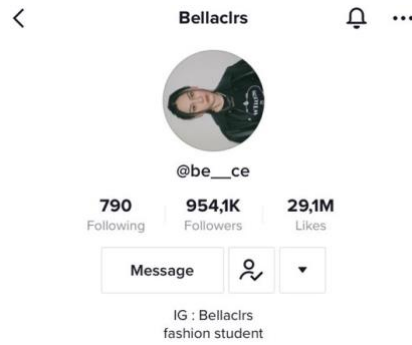 Bellaclrs
@be__ce
790 954,1K 29,1M
Following Followers Likes
Message
IG : Bellaclrs
fashion student